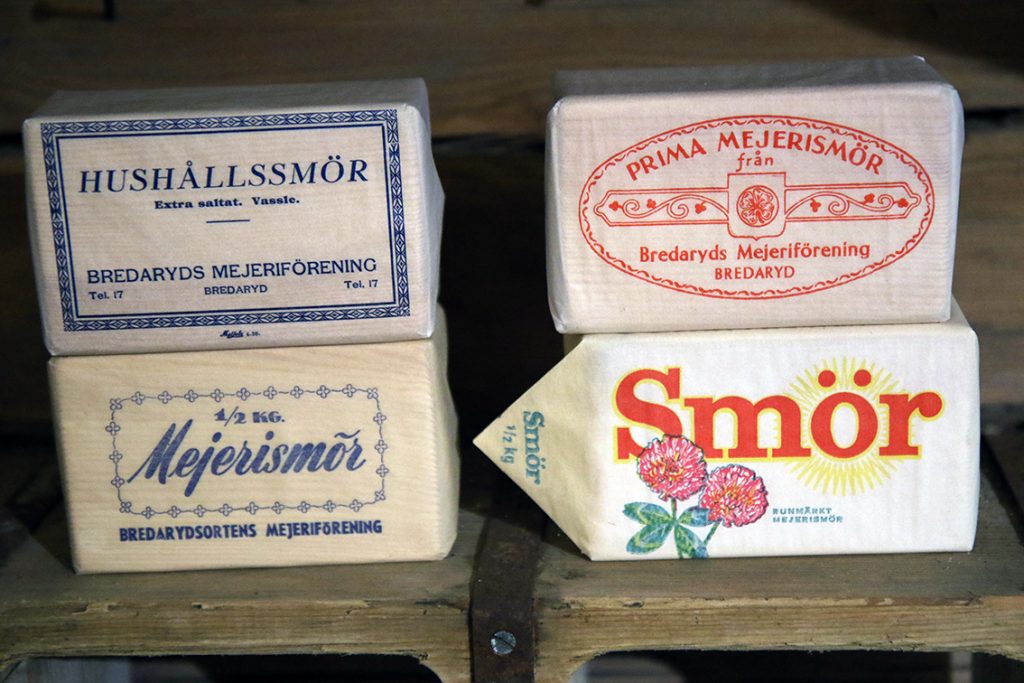 HUSHÅLLSSMÖR
Extra saltat. Vassle.
BREDARYDS MEJERIFÖRENING
Tel. 17 BREDARYD Tel. 17
PRIMA MEJERISMÖR
från
Bredaryds Mejeriförening
BREDARYD
1/2 KG.
Mejerismör
BREDARYDSORTENS MEJERIFÖRENING
Smör
1/2 kg
Smör
RUNMÄRKT
MEJERISMÖR